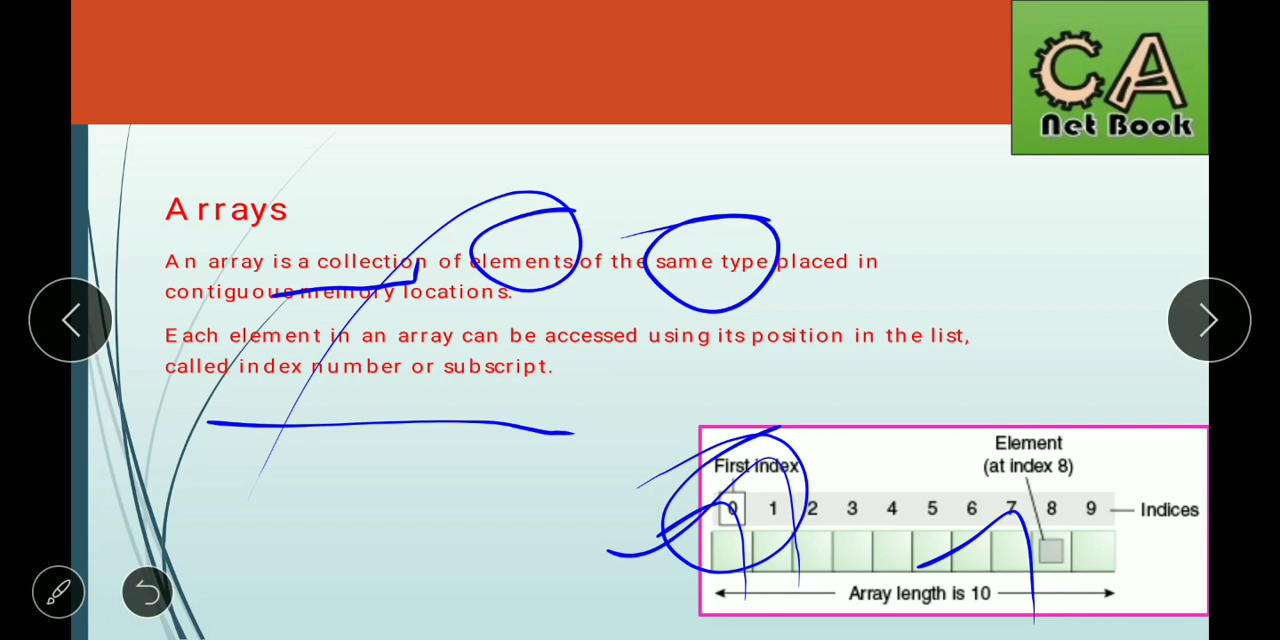 CA
Net Book
Arrays
An array is a collection of elements of the same type placed in
contiguous memory locations.
Each element in an array can be accessed using its position in the list,
called index number or subscript.
Element
First index (at index 8)
0 1 2 3 4 5 6 7 8 9 Indices
Array length is 10